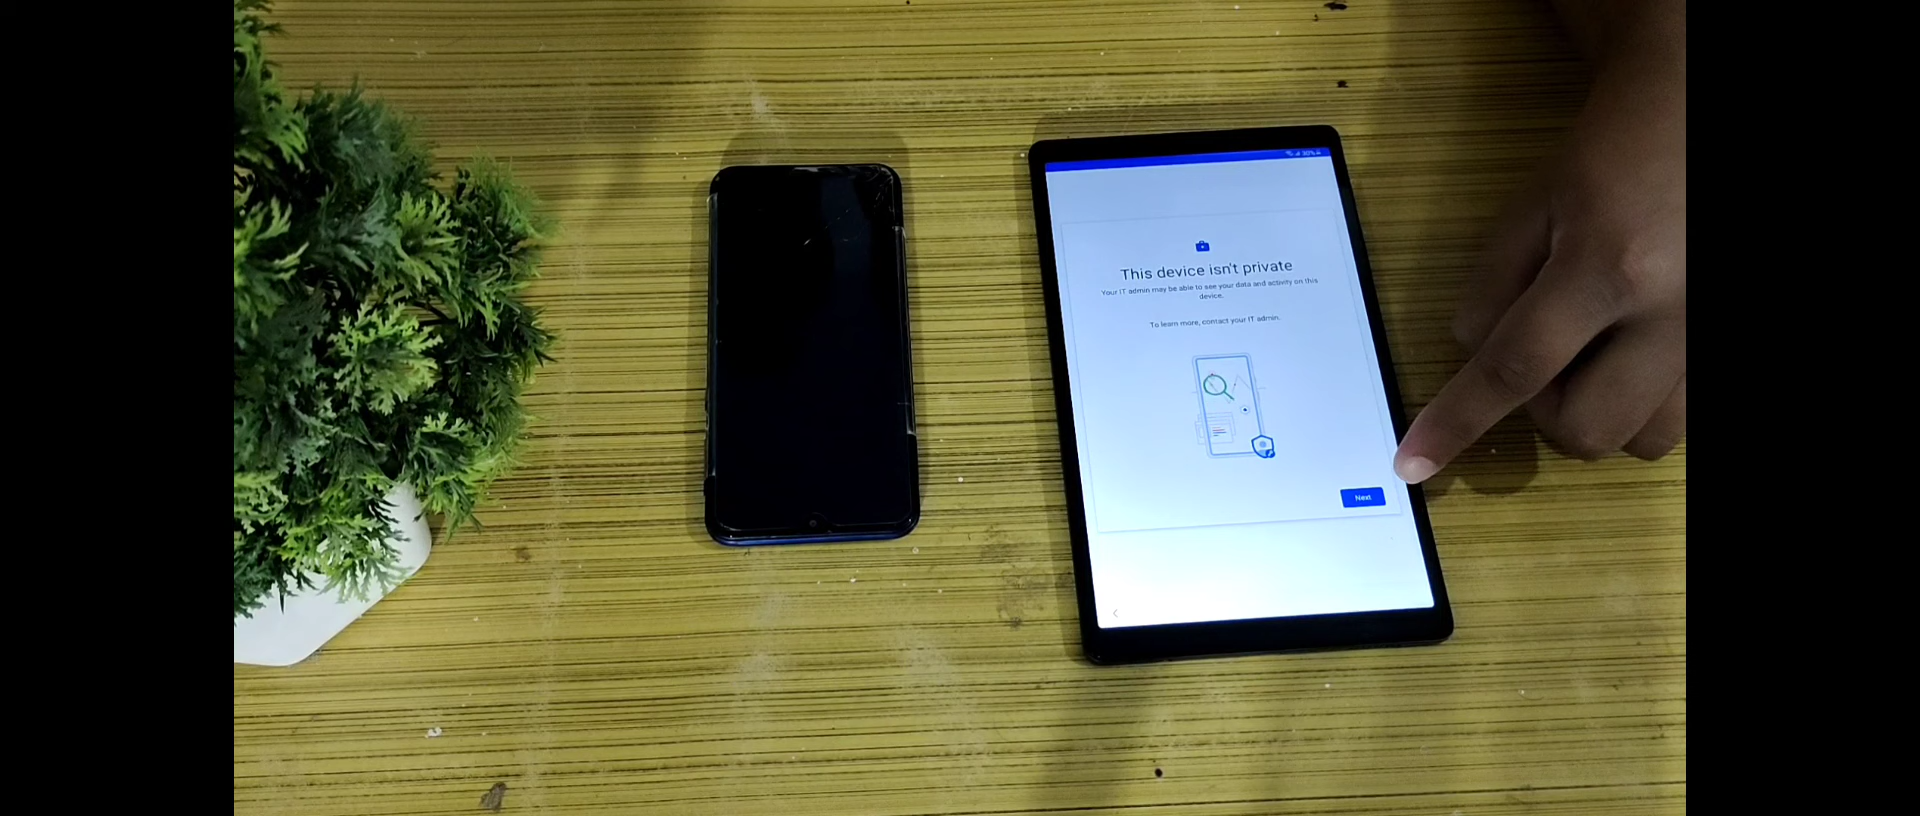 30%
This device isn't private
Your IT admin may be able to see your data and activity on this
device.
To learn more, contact your IT admin.
Next